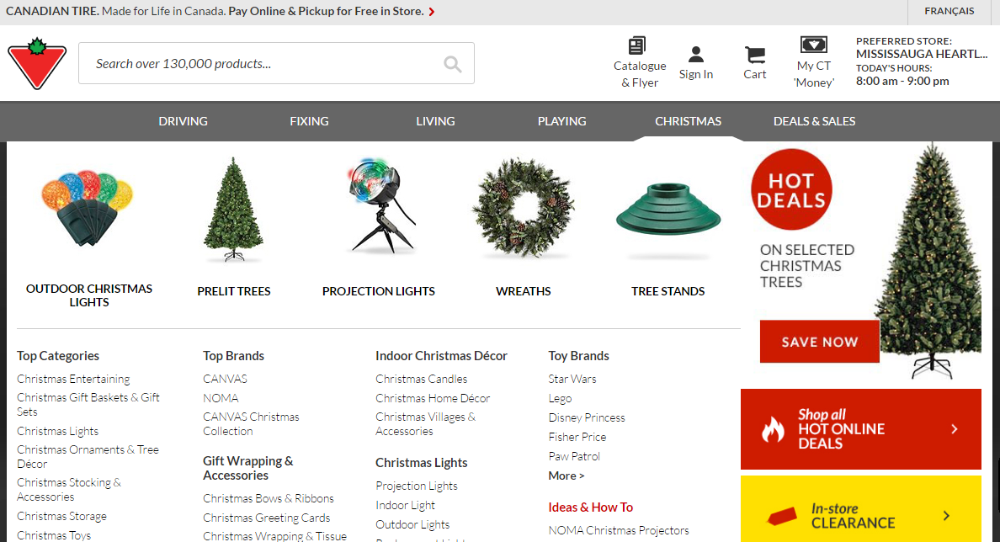 CANADIAN TIRE. Made for Life in Canada. Pay Online & Pickup for Free in Store. >
FRANÇAIS
Search over 130,000 products...
Catalogue
& Flyer
Sign In
Cart
My CT
'Money'
PREFERRED STORE:
MISSISSAUGA HEARTL...
TODAY'S HOURS:
8:00 am - 9:00 pm
DRIVING
FIXING
LIVING
PLAYING
CHRISTMAS
DEALS & SALES
OUTDOOR CHRISTMAS
LIGHTS
PRELIT TREES
PROJECTION LIGHTS
WREATHS
TREE STANDS
HOT
DEALS
ON SELECTED
CHRISTMAS
TREES
SAVE NOW
Shop all
HOT ONLINE
DEALS
In-store
CLEARANCE
Top Categories
Christmas Entertaining
Christmas Gift Baskets & Gift
Sets
Christmas Lights
Christmas Ornaments & Tree
Décor
Christmas Stocking &
Accessories
Christmas Storage
Christmas Toys
Top Brands
CANVAS
NOMA
CANVAS Christmas
Collection
Gift Wrapping &
Accessories
Christmas Bows & Ribbons
Christmas Greeting Cards
Christmas Wrapping & Tissue
Indoor Christmas Décor
Christmas Candles
Christmas Home Décor
Christmas Villages &
Accessories
Christmas Lights
Projection Lights
Indoor Light
Outdoor Lights
Toy Brands
Star Wars
Lego
Disney Princess
Fisher Price
Paw Patrol
More >
Ideas & How To
NOMA Christmas Projectors